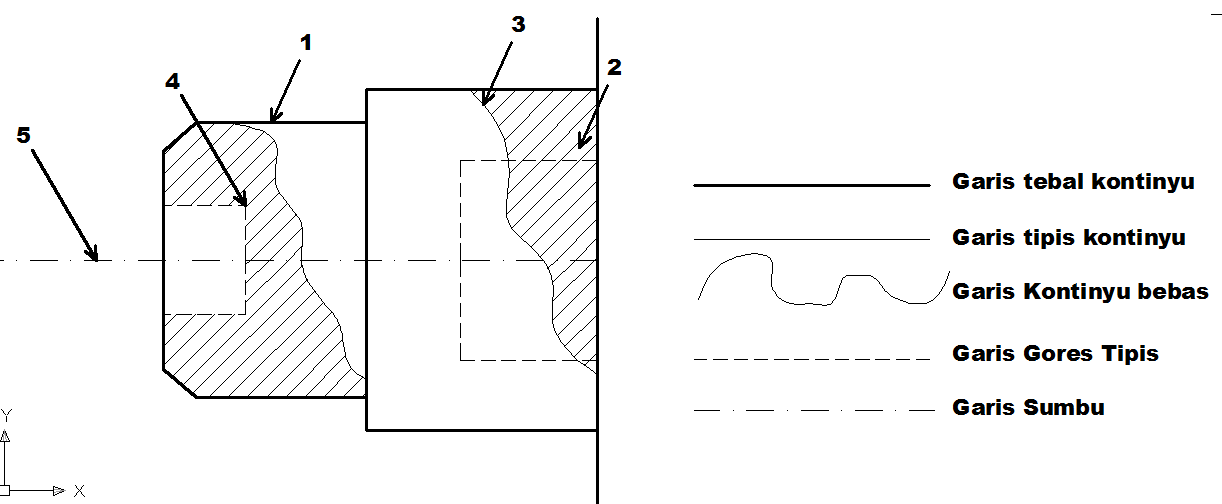 1
3
2
4
5
Garis tebal kontinyu
Garis tipis kontinyu
Garis Kontinyu bebas
Garis Gores Tipis
Garis Sumbu
Y
X